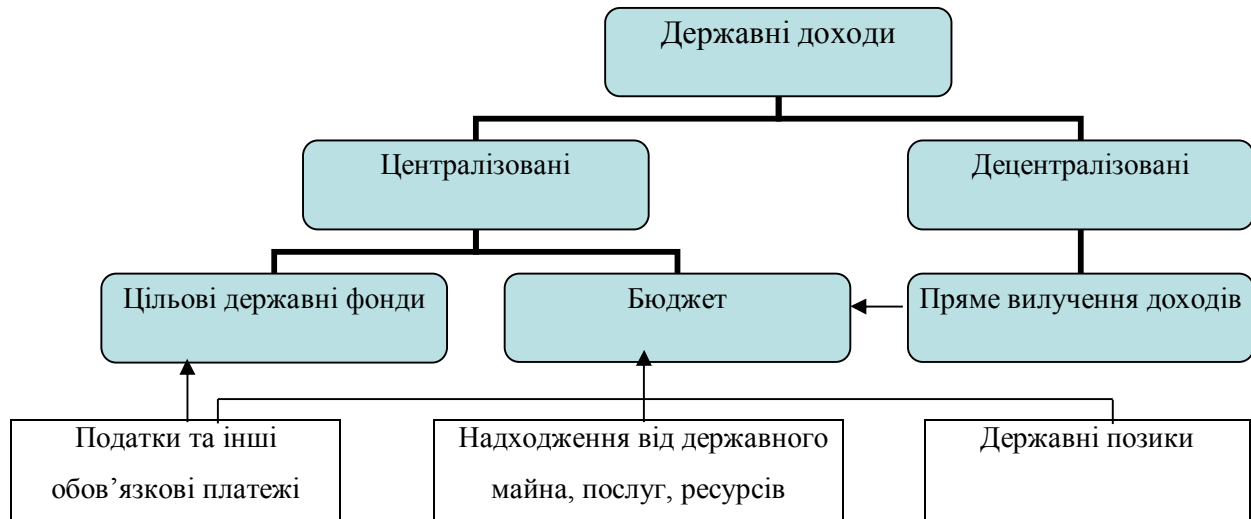 Державні доходи
Централізовані
Децентралізовані
Цільові державні фонди
Бюджет
Пряме вилучення доходів
Податки та інші
обов’язкові платежі
Надходження від державного
майна, послуг, ресурсів
Державні позики